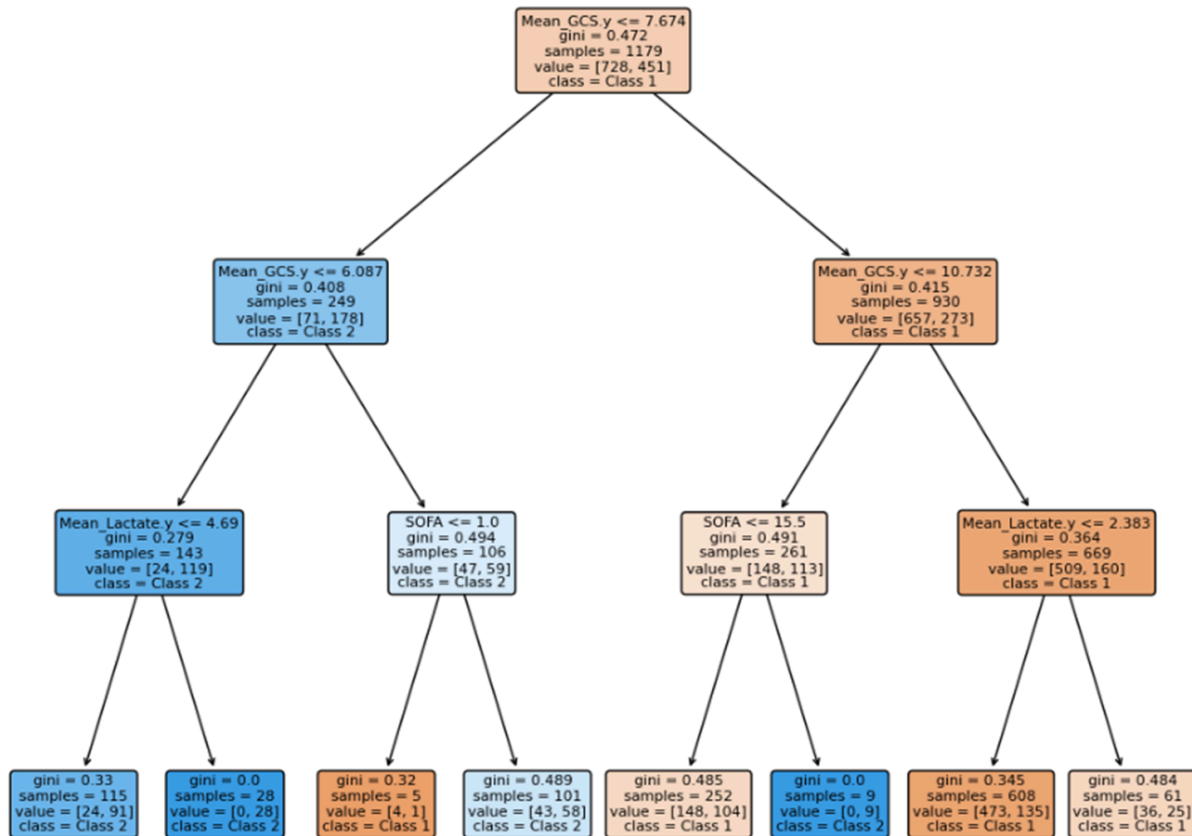 Mean_GCS.y <= 7.674
gini = 0.472
samples = 1179
value = [728, 451]
class = Class 1
Mean_GCS.y <= 6.087
gini = 0.408
samples = 249
value = [71, 178]
class = Class 2
Mean_GCS.y <= 10.732
gini = 0.415
samples = 930
value = [657, 273]
class = Class 1
Mean_Lactate.y <= 4.69
gini = 0.279
samples = 143
value = [24, 119]
class = Class 2
SOFA <= 1.0
gini = 0.494
samples = 106
value = [47, 59]
class = Class 2
SOFA <= 15.5
gini = 0.491
samples = 261
value = [148, 113]
class = Class 1
Mean_Lactate.y <= 2.383
gini = 0.364
samples = 669
value = [509, 160]
class = Class 1
gini = 0.33
samples = 115
value = [24, 91]
class = Class 2
gini = 0.0
samples = 28
value = [0, 28]
class = Class 2
gini = 0.32
samples = 5
value = [4, 1]
class = Class 1
gini = 0.489
samples = 101
value = [43, 58]
class = Class 2
gini = 0.485
samples = 252
value = [148, 104]
class = Class 1
gini = 0.0
samples = 9
value = [0, 9]
class = Class 2
gini = 0.345
samples = 608
value = [473, 135]
class = Class 1
gini = 0.484
samples = 61
value = [36, 25]
class = Class 1